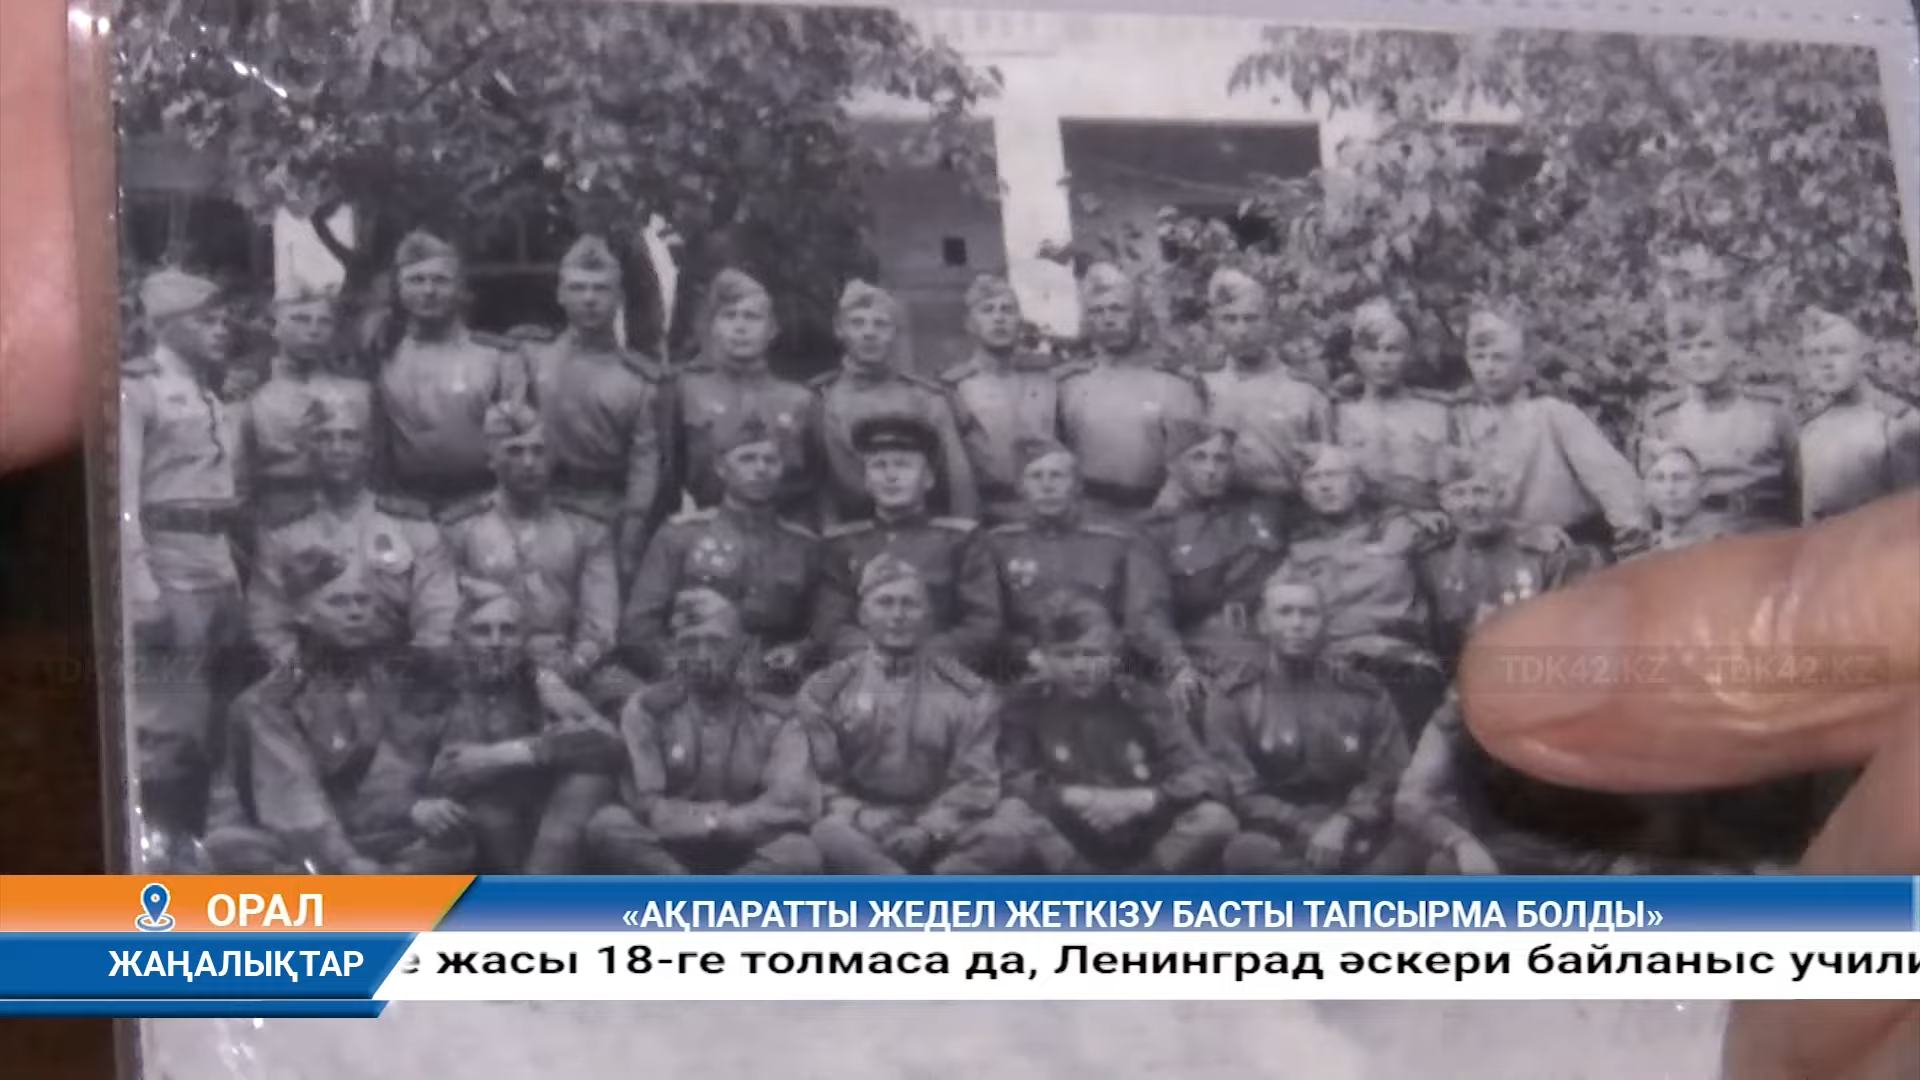 TDK42.KZ TDK42.KZ
ОРАЛ
«АҚПАРАТТЫ ЖЕДЕЛ ЖЕТКІЗУ БАСТЫ ТАПСЫРМА БОЛДЫ»
ЖАҢАЛЫҚТАР
жасы 18-ге толмаса да, Ленинград әскери байланыс